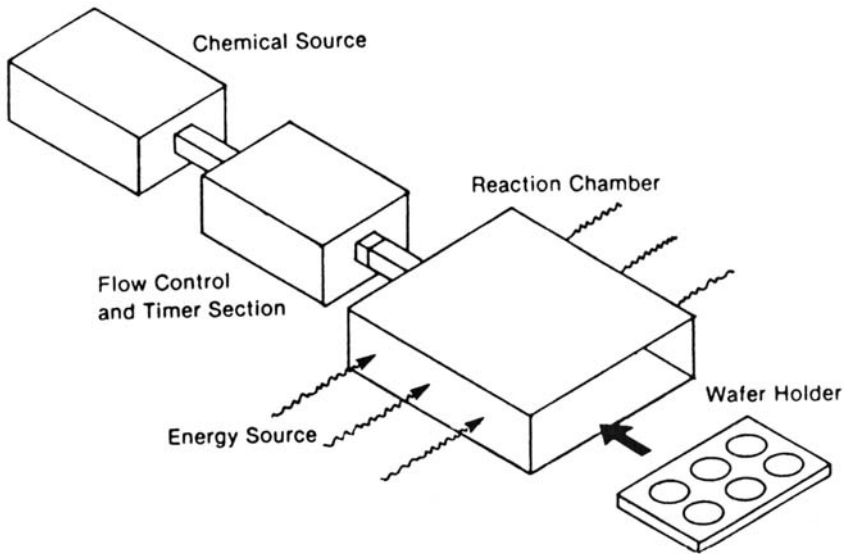 Chemical Source
Reaction Chamber
Flow Control
and Timer Section
Wafer Holder
Energy Source